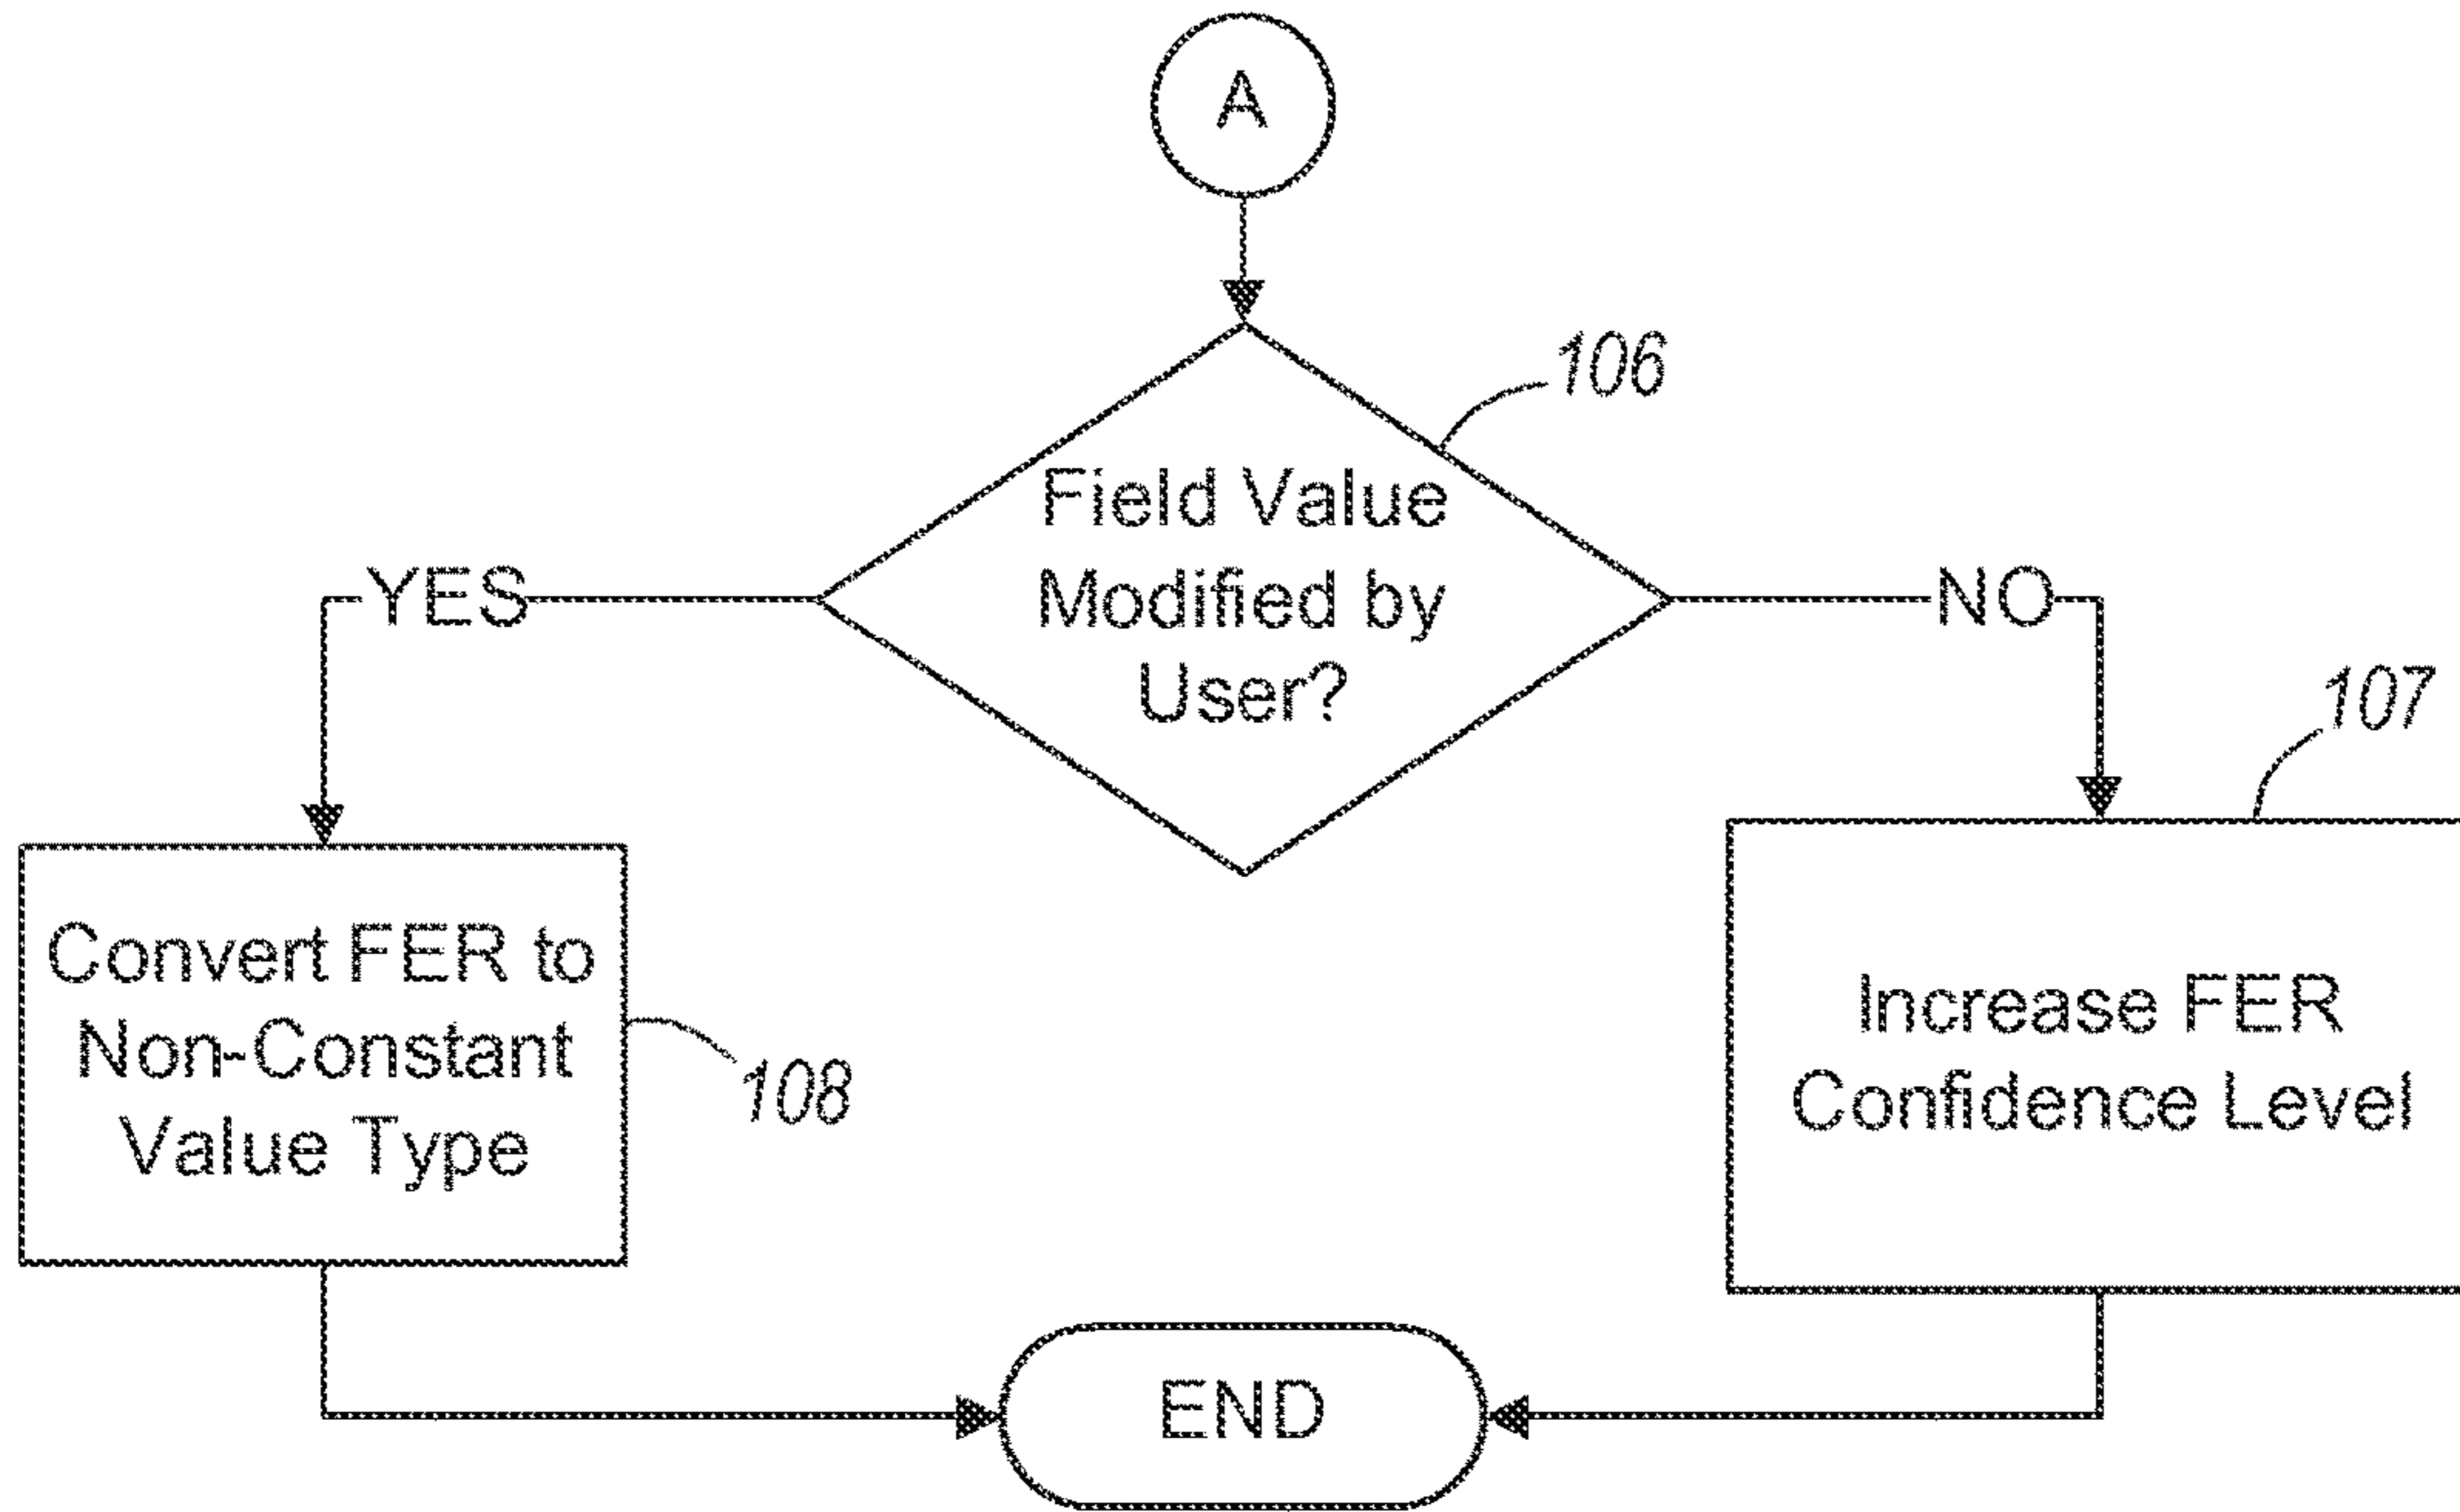 A
106
Field Value
Modified by
User?
YES
NO
107
Convert FER to
Non-Constant
Value Type
108
Increase FER
Confidence Level
END